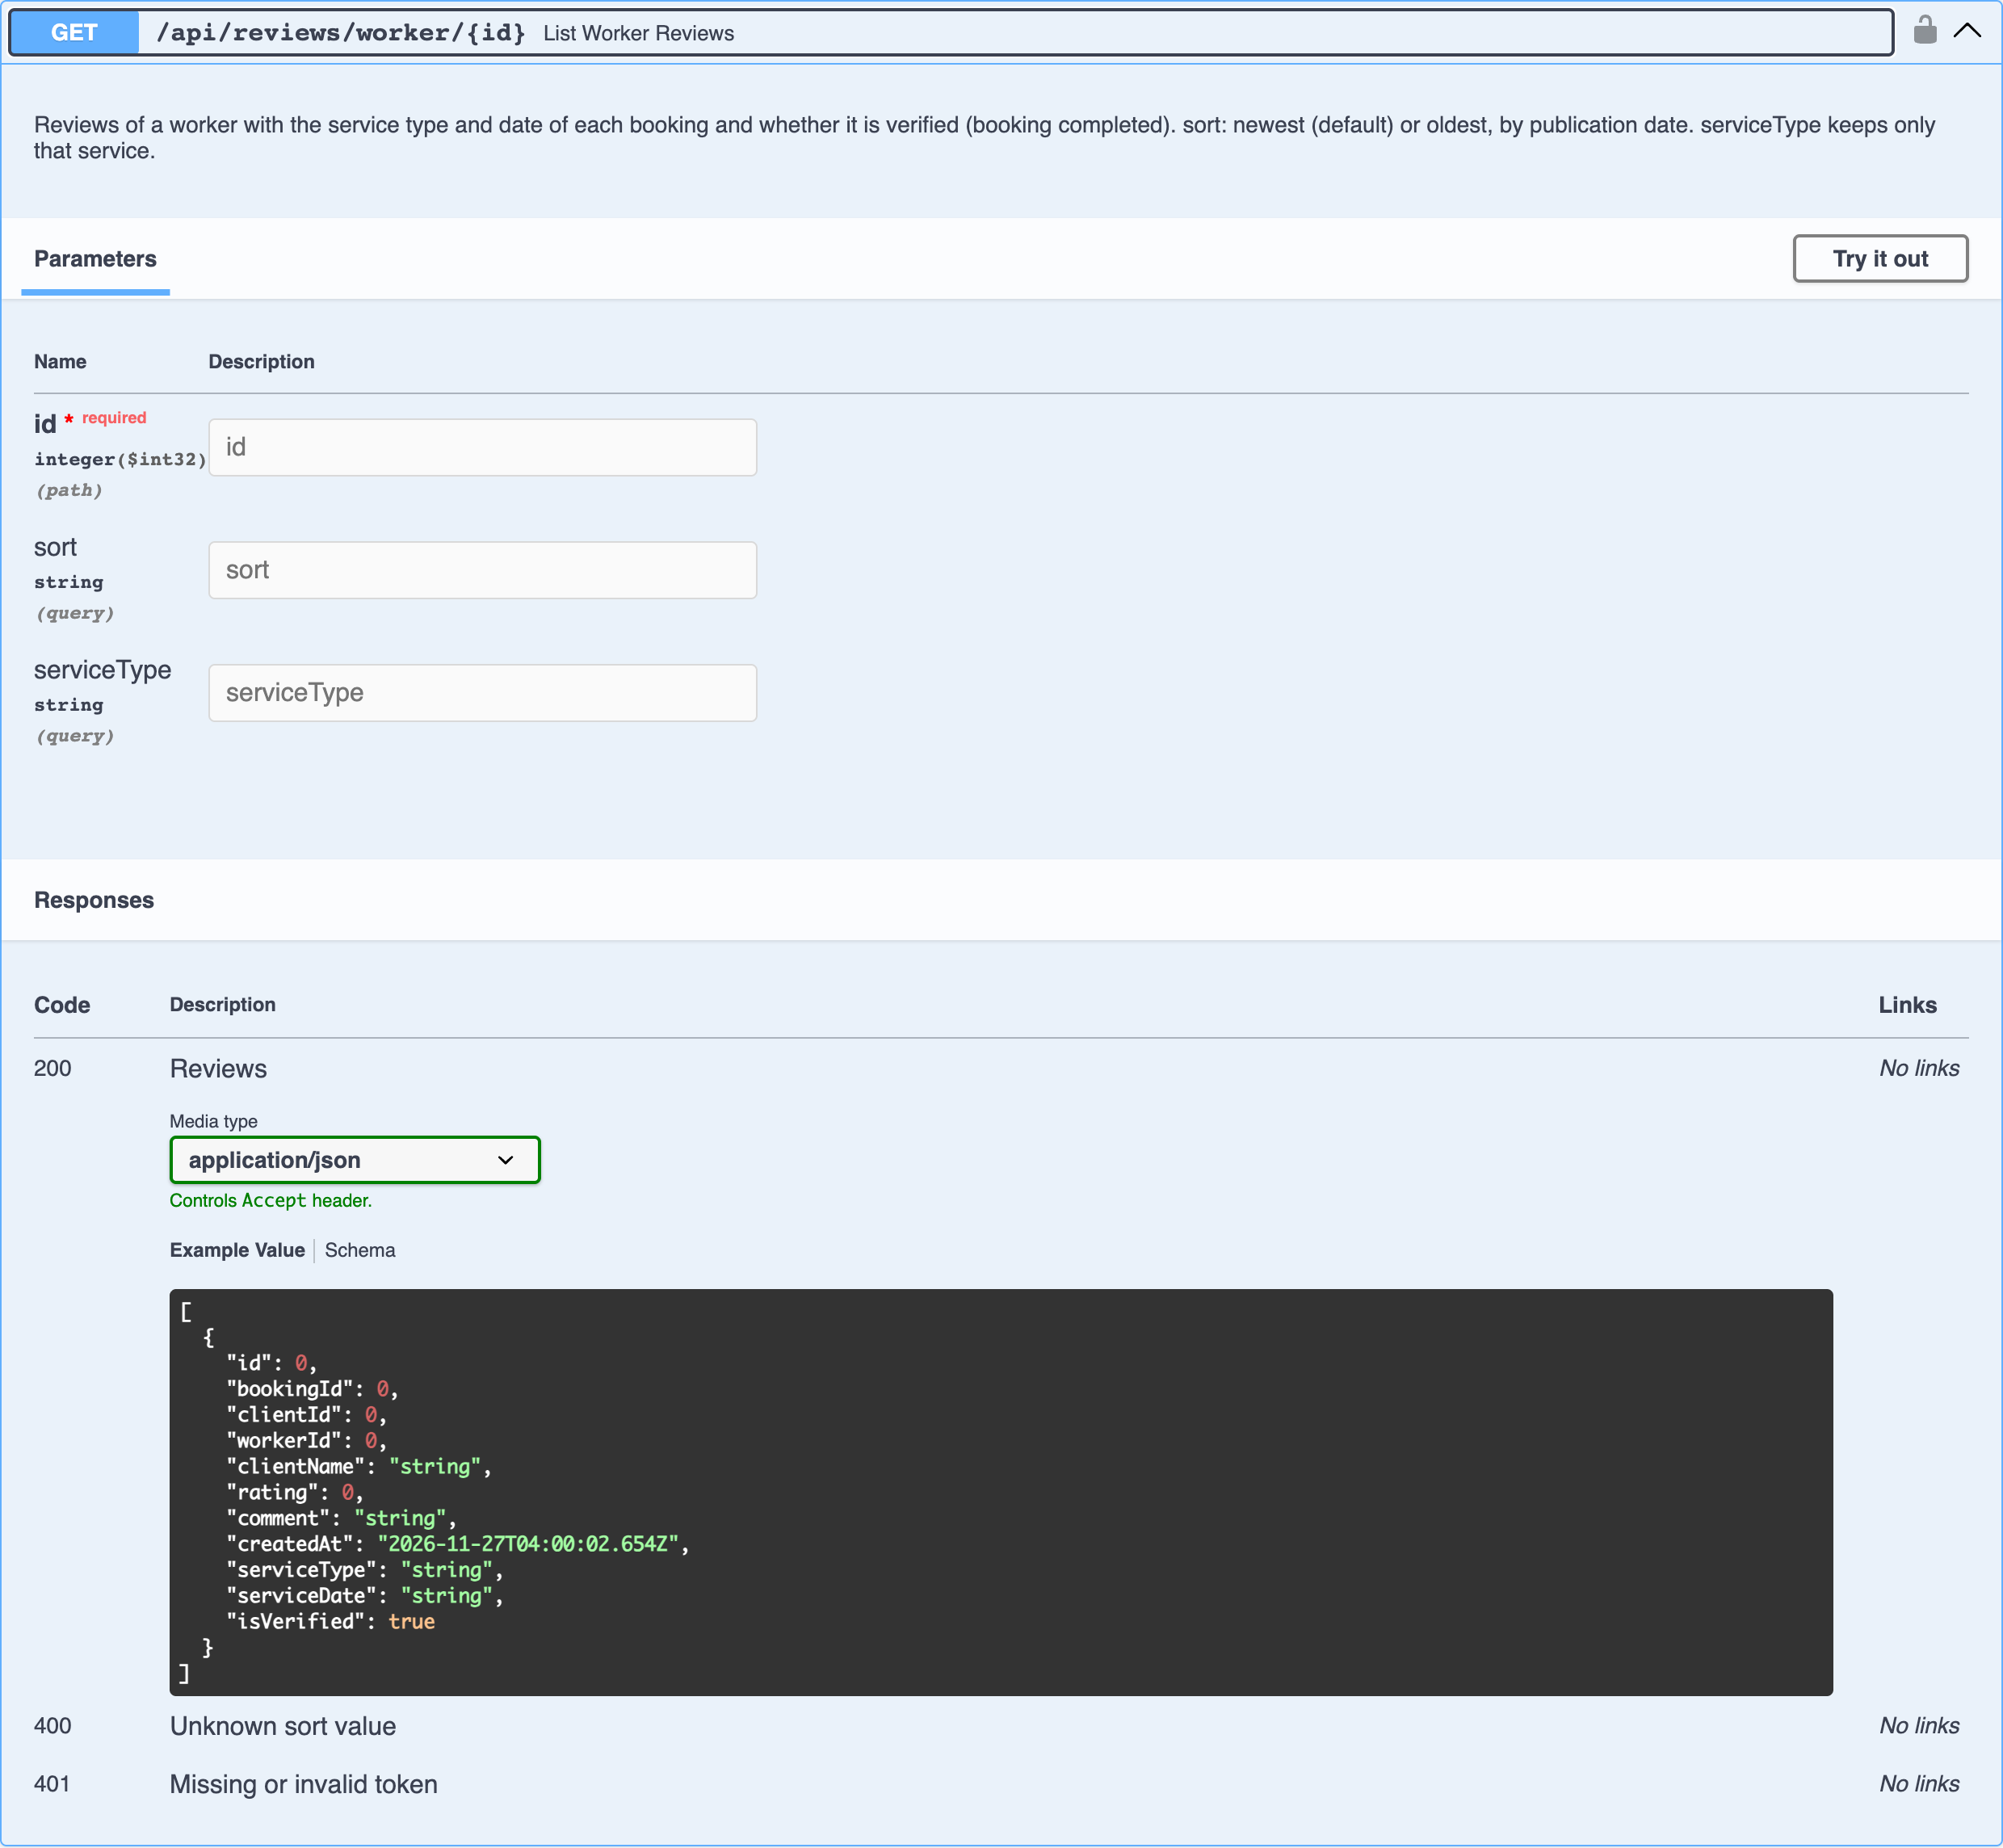 GET /api/reviews/worker/{id} List Worker Reviews
Reviews of a worker with the service type and date of each booking and whether it is verified (booking completed). sort: newest (default) or oldest, by publication date. serviceType keeps only
that service.
Parameters
Try it out
Name Description
id * required
integer($int32)
(path)
id
sort
string
(query)
sort
serviceType
string
(query)
serviceType
Responses
Code Description Links
200 Reviews No links
Media type
application/json
Controls Accept header.
Example Value Schema
[
  {
    "id": 0,
    "bookingId": 0,
    "clientId": 0,
    "workerId": 0,
    "clientName": "string",
    "rating": 0,
    "comment": "string",
    "createdAt": "2026-11-27T04:00:02.654Z",
    "serviceType": "string",
    "serviceDate": "string",
    "isVerified": true
  }
]
400 Unknown sort value No links
401 Missing or invalid token No links